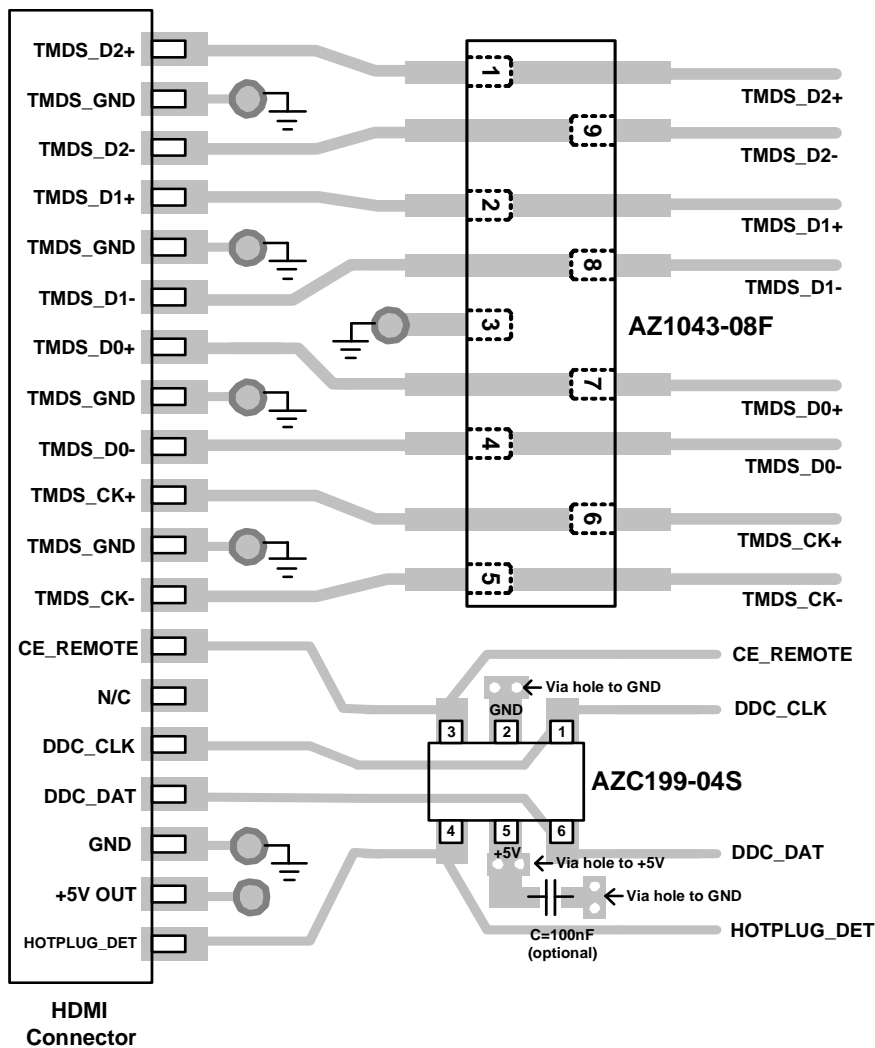 TMDS_D2+
TMDS_GND
TMDS_D2-
TMDS_D1+
TMDS_GND
TMDS_D1-
TMDS_D0+
TMDS_GND
TMDS_D0-
TMDS_CK+
TMDS_GND
TMDS_CK-
CE_REMOTE
N/C
DDC_CLK
DDC_DAT
GND
+5V OUT
HOTPLUG_DET
HDMI
Connector
1
9
2
8
3
7
4
6
5
AZ1043-08F
TMDS_D2+
TMDS_D2-
TMDS_D1+
TMDS_D1-
TMDS_D0+
TMDS_D0-
TMDS_CK+
TMDS_CK-
CE_REMOTE
Via hole to GND
GND
DDC_CLK
3
2
1
AZC199-04S
4
5
6
+5V
Via hole to +5V
DDC_DAT
Via hole to GND
C=100nF
(optional)
HOTPLUG_DET